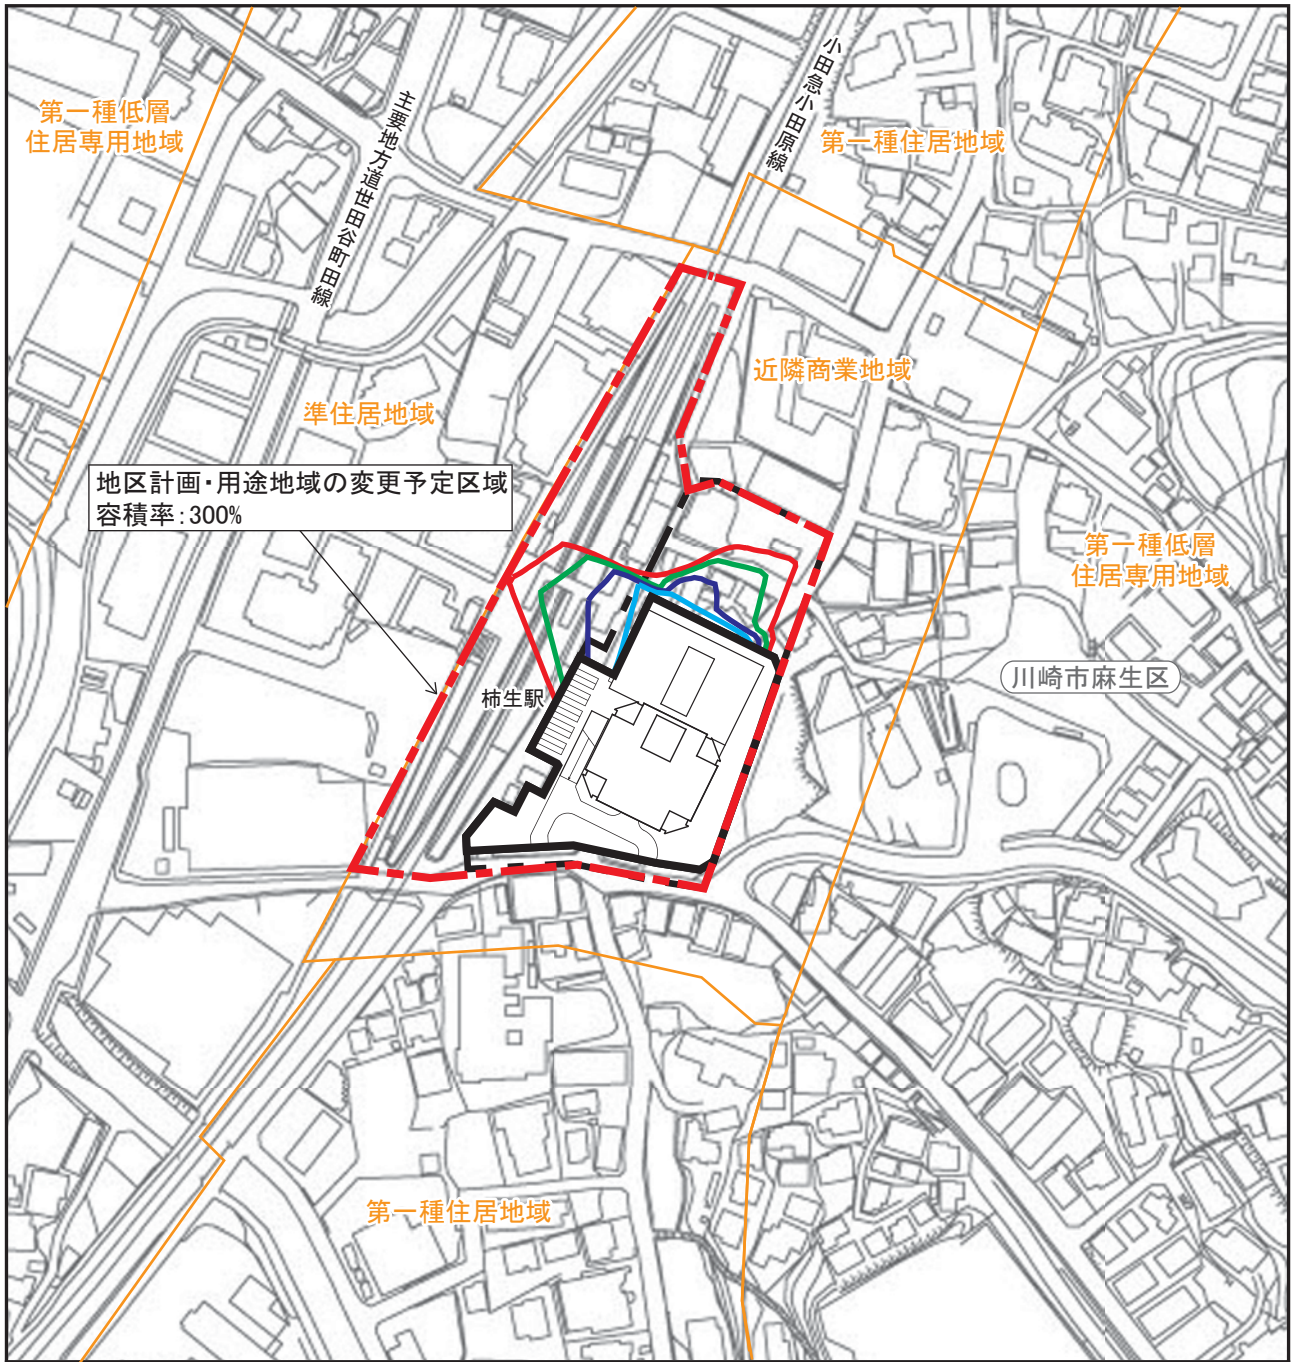 小田急小田原線
主要地方道世田谷町田線
第一種低層
住居専用地域
第一種住居地域
近隣商業地域
準住居地域
地区計画・用途地域の変更予定区域
容積率：300%
第一種低層
住居専用地域
川崎市麻生区
柿生駅
第一種住居地域